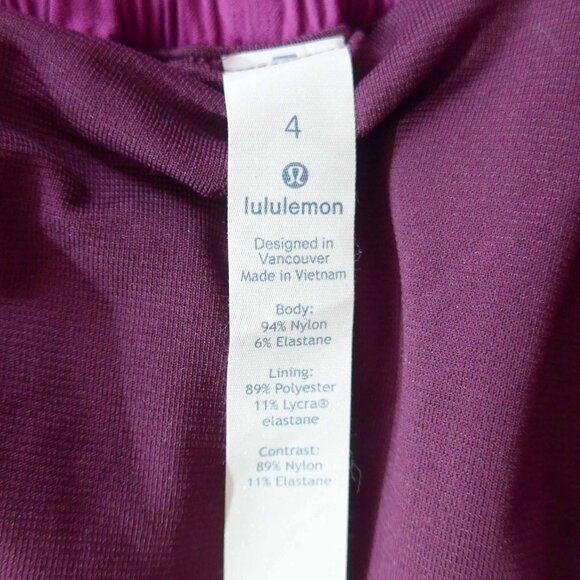 4
lululemon
Designed in
Vancouver
Made in Vietnam
Body:
94% Nylon
6% Elastane
Lining:
89% Polyester
11% Lycra®
elastane
Contrast:
89% Nylon
11% Elastane